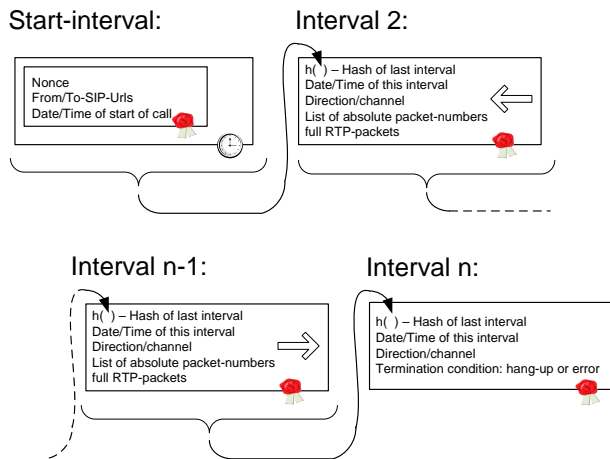 Start-interval:
Nonce
From/To-SIP-Urls
Date/Time of start of call
Interval 2:
h( ) – Hash of last interval
Date/Time of this interval
Direction/channel
List of absolute packet-numbers
full RTP-packets
Interval n-1:
h( ) – Hash of last interval
Date/Time of this interval
Direction/channel
List of absolute packet-numbers
full RTP-packets
Interval n:
h( ) – Hash of last interval
Date/Time of this interval
Direction/channel
Termination condition: hang-up or error